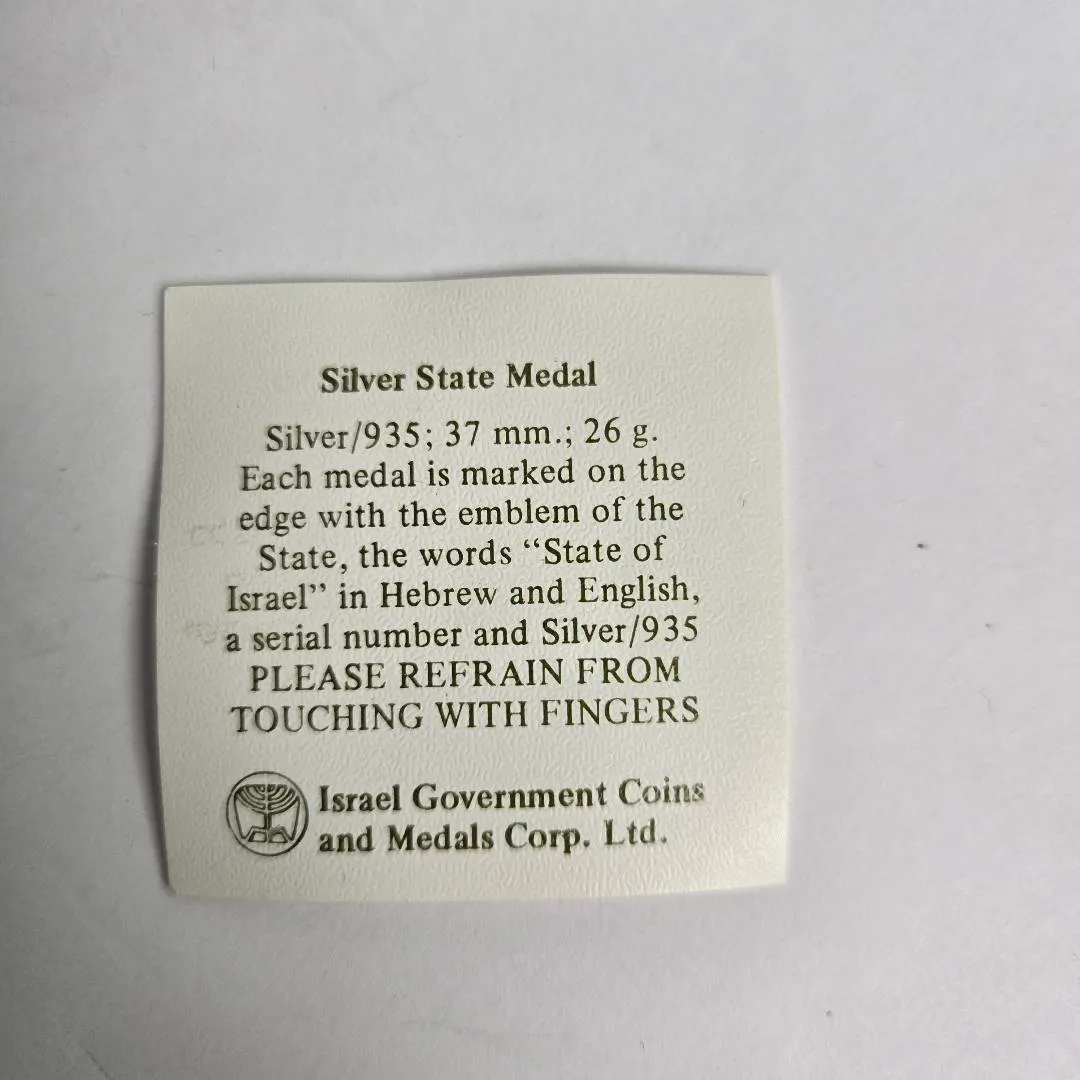 Silver State Medal
Silver/935; 37 mm.; 26 g.
Each medal is marked on the
edge with the emblem of the
State, the words “State of
Israel” in Hebrew and English,
a serial number and Silver/935
PLEASE REFRAIN FROM
TOUCHING WITH FINGERS
Israel Government Coins
and Medals Corp. Ltd.